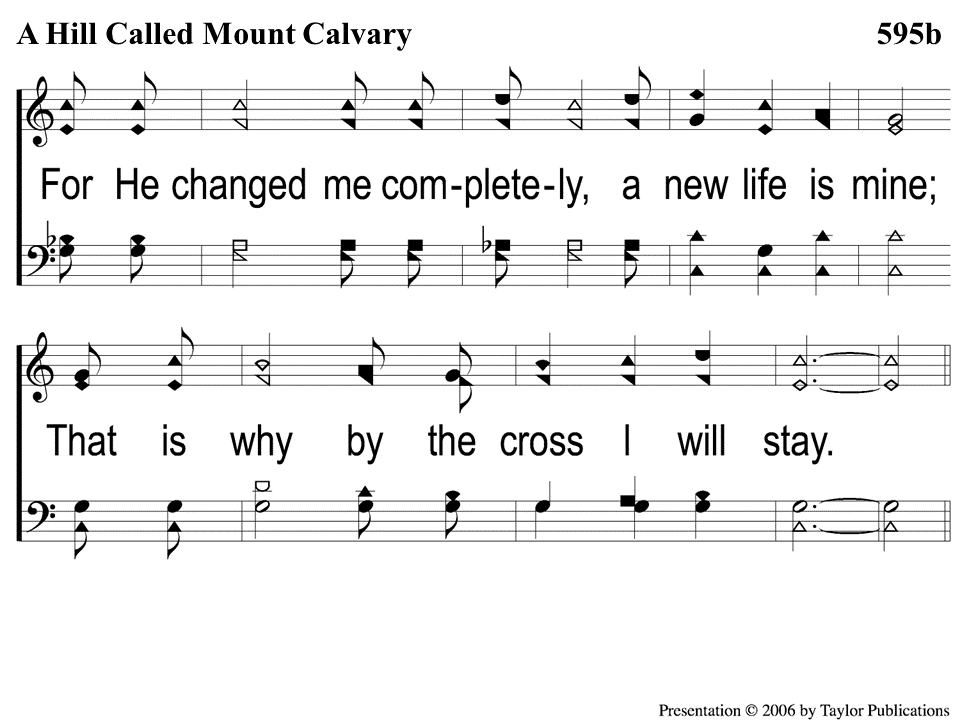 A Hill Called Mount Calvary 595b
For He changed me com-plete-ly, a new life is mine;
That is why by the cross I will stay.
Presentation © 2006 by Taylor Publications